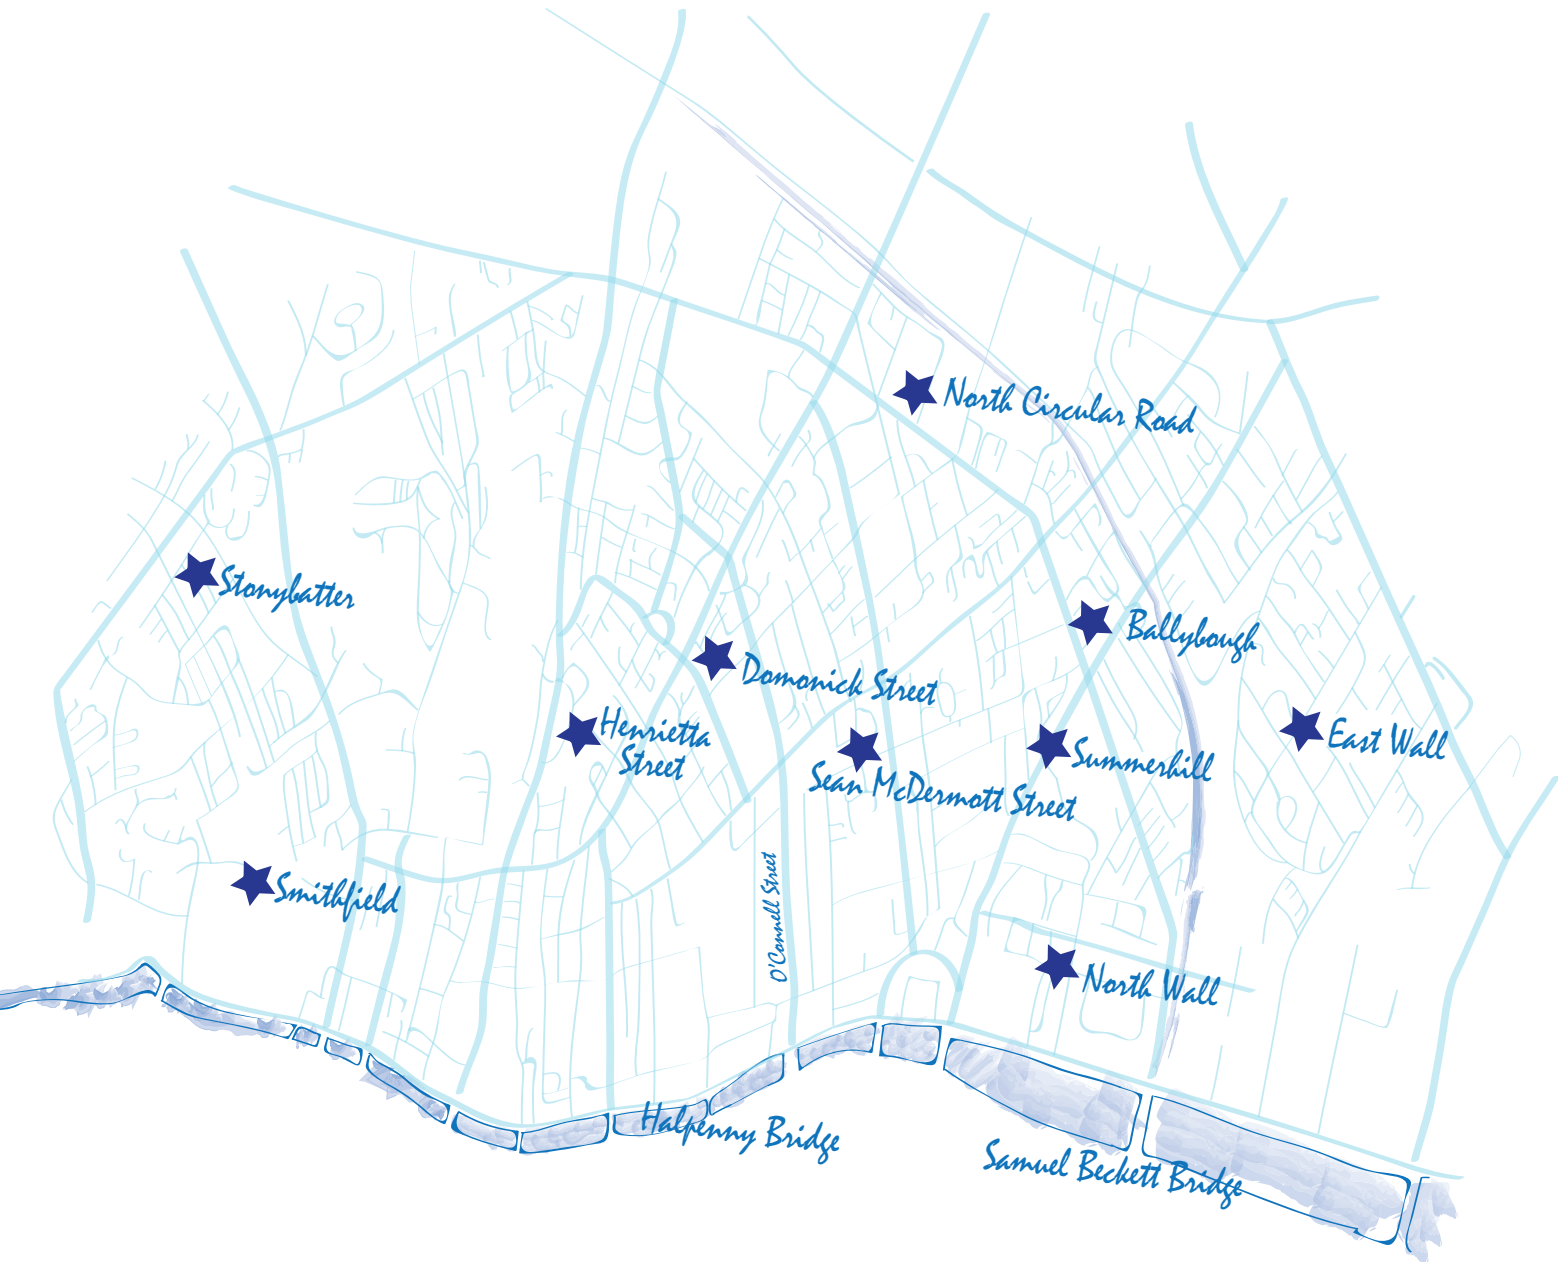 North Circular Road
Stonybatter
Ballybough
Domonick Street
Henrietta
Street
East Wall
Summerhill
Sean McDermott Street
O'Connell Street
Smithfield
North Wall
Halpenny Bridge
Samuel Beckett Bridge